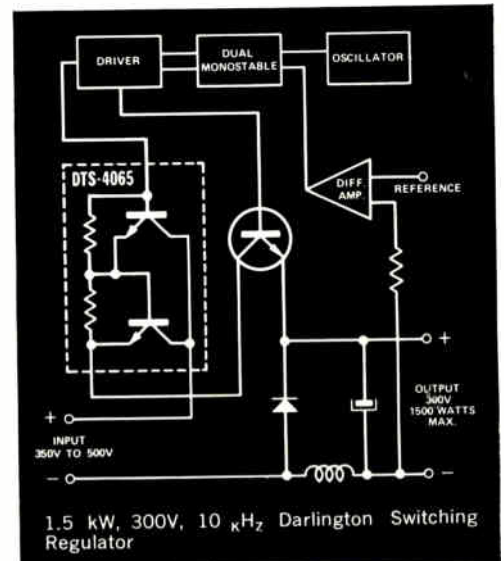 DRIVER
DUAL
MONOSTABLE
OSCILLATOR
DTS-4065
DIFF.
AMP.
REFERENCE
+
+
INPUT
350V TO 500V
OUTPUT
300V
1500 WATTS
MAX.
−
−
1.5 kW, 300V, 10 KHZ Darlington Switching
Regulator